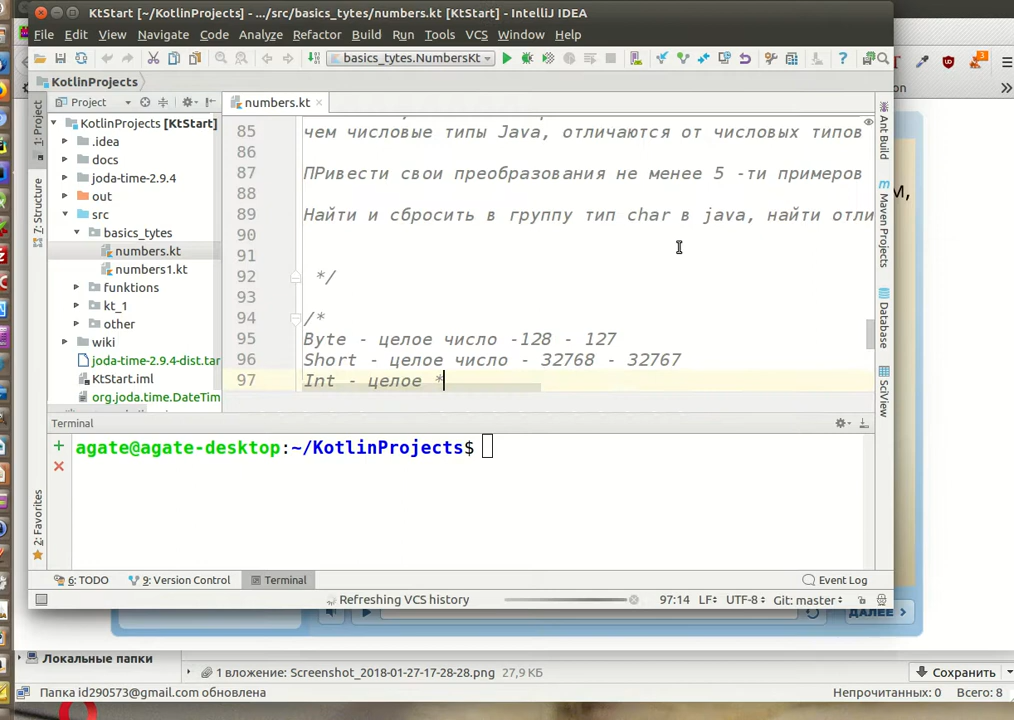 KtStart [~/KotlinProjects] - .../src/basics_tytes/numbers.kt [KtStart] - IntelliJ IDEA
File Edit View Navigate Code Analyze Refactor Build Run Tools VCS Window Help
basics_tytes.NumbersKt
KotlinProjects
1: Project
Project
numbers.kt
KotlinProjects [KtStart]
.idea
docs
joda-time-2.9.4
out
src
basics_tytes
numbers.kt
numbers1.kt
funktions
kt_1
other
wiki
joda-time-2.9.4-dist.tar
KtStart.iml
org.joda.time.DateTim
7: Structure
2: Favorites
85 чем числовые типы Java, отличаются от числовых типов
86
87 ПРивести свои преобразования не менее 5 -ти примеров
88
89 Найти и сбросить в группу тип char в java, найти отли
90
91
92 */
93
94 /*
95 Byte - целое число -128 - 127
96 Short - целое число - 32768 - 32767
97 Int - целое *
Ant Build
Maven Projects
Database
SciView
Terminal
agate@agate-desktop:~/KotlinProjects$
6: TODO 9: Version Control Terminal Event Log
Refreshing VCS history 97:14 LF÷ UTF-8÷ Git: master÷
ДАЛЕЕ
Локальные папки
1 вложение: Screenshot_2018-01-27-17-28-28.png 27,9 КБ
Сохранить
Папка id290573@gmail.com обновлена
Непрочитанных: 0 Всего: 8